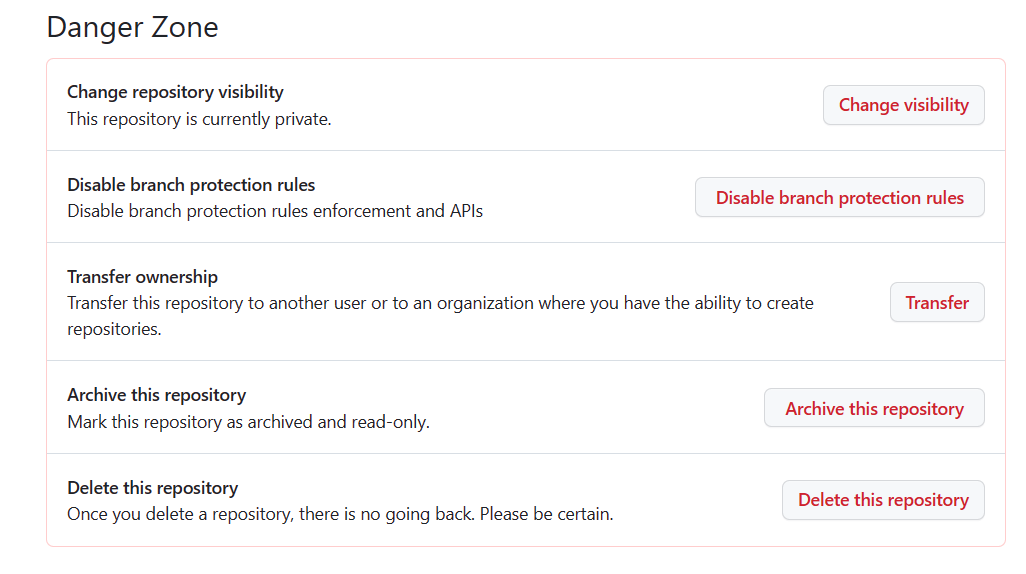 Danger Zone
Change repository visibility
This repository is currently private.
Change visibility
Disable branch protection rules
Disable branch protection rules enforcement and APIs
Disable branch protection rules
Transfer ownership
Transfer this repository to another user or to an organization where you have the ability to create
repositories.
Transfer
Archive this repository
Mark this repository as archived and read-only.
Archive this repository
Delete this repository
Once you delete a repository, there is no going back. Please be certain.
Delete this repository